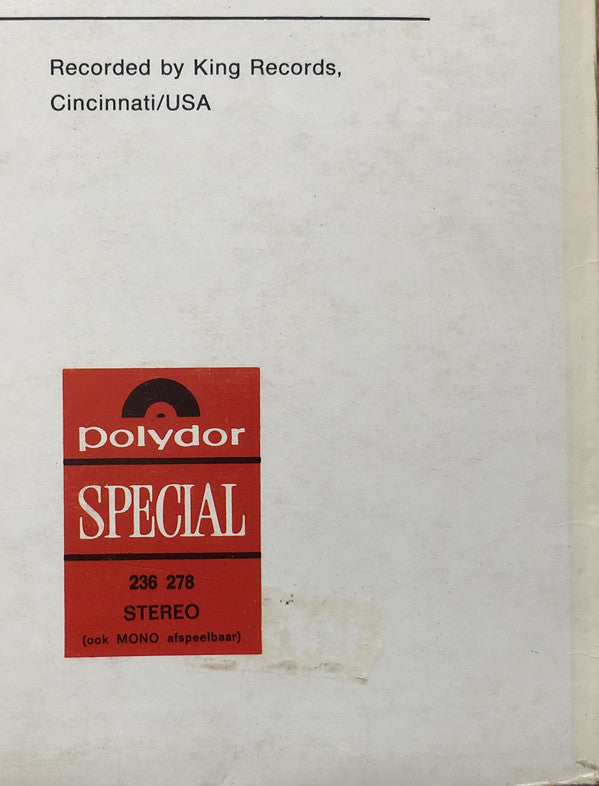 Recorded by King Records,
Cincinnati/USA
polydor
SPECIAL
236 278
STEREO
(ook MONO afspeelbaar)